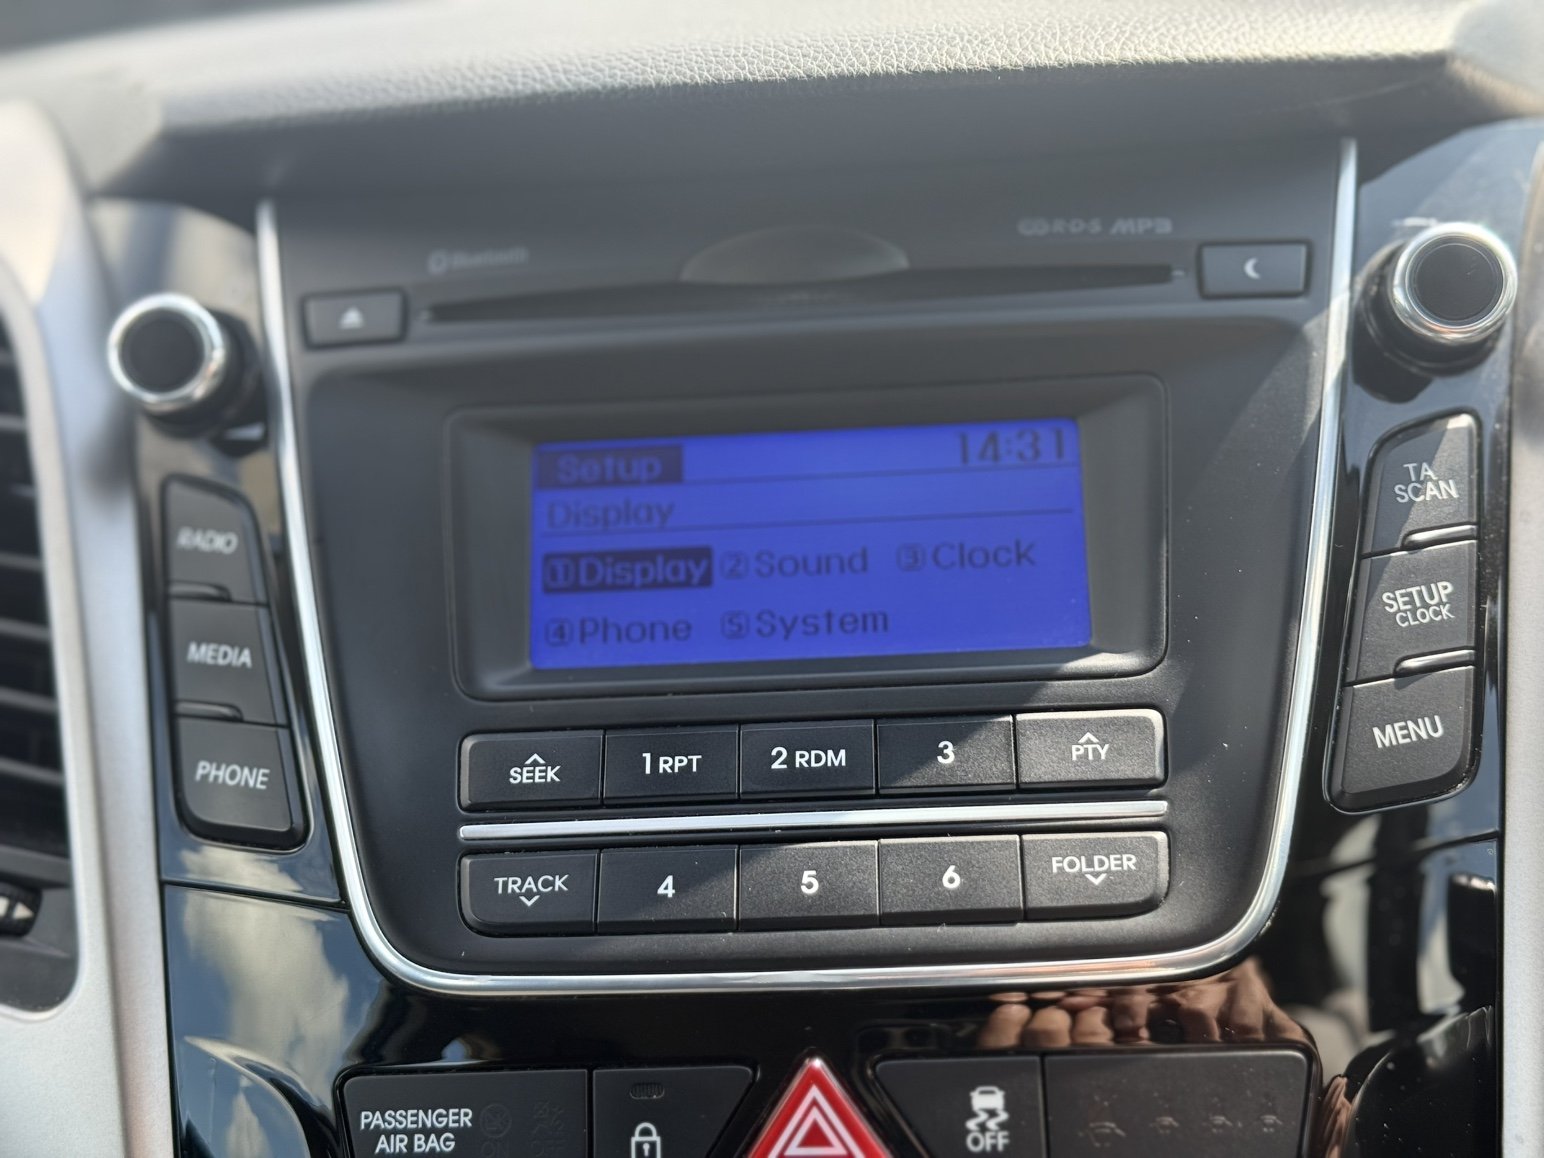 Bluetooth
RDS MP3
Setup 14:31
Display
1 Display 2 Sound 3 Clock
4 Phone 5 System
RADIO
MEDIA
PHONE
TA
SCAN
SETUP
CLOCK
MENU
SEEK 1 RPT 2 RDM 3 PTY
TRACK 4 5 6 FOLDER
PASSENGER
AIR BAG
OFF